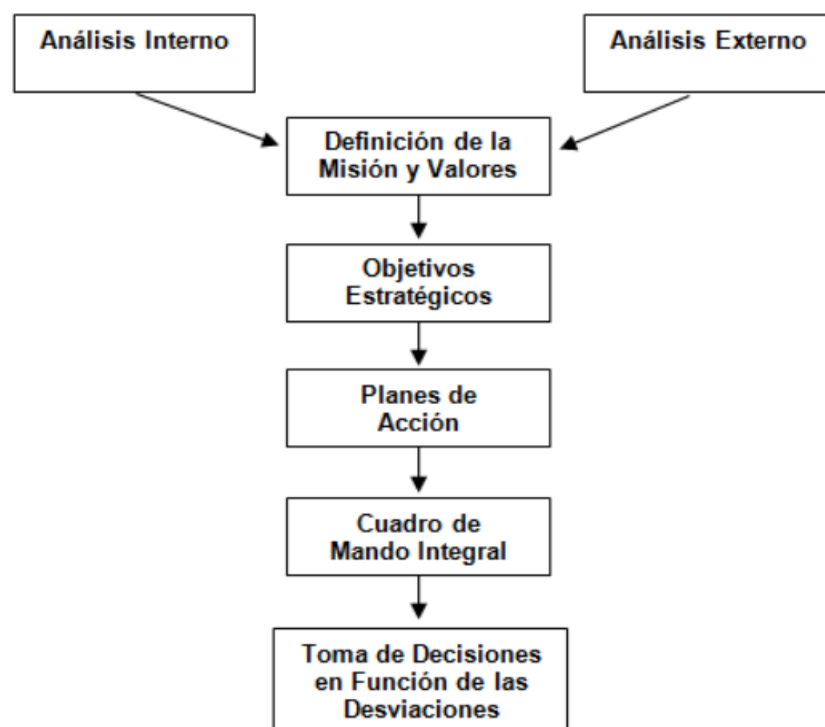 Análisis Interno
Análisis Externo
Definición de la
Misión y Valores
Objetivos
Estratégicos
Planes de
Acción
Cuadro de
Mando Integral
Toma de Decisiones
en Función de las
Desviaciones